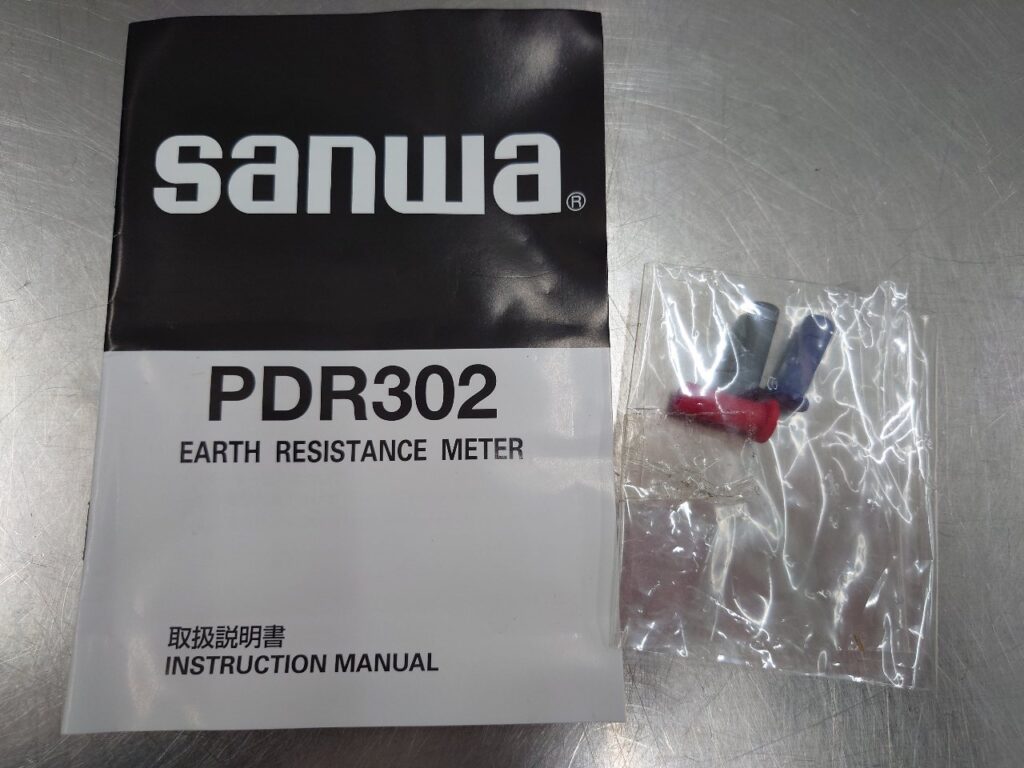 sanwa®
PDR302
EARTH RESISTANCE METER
取扱説明書
INSTRUCTION MANUAL